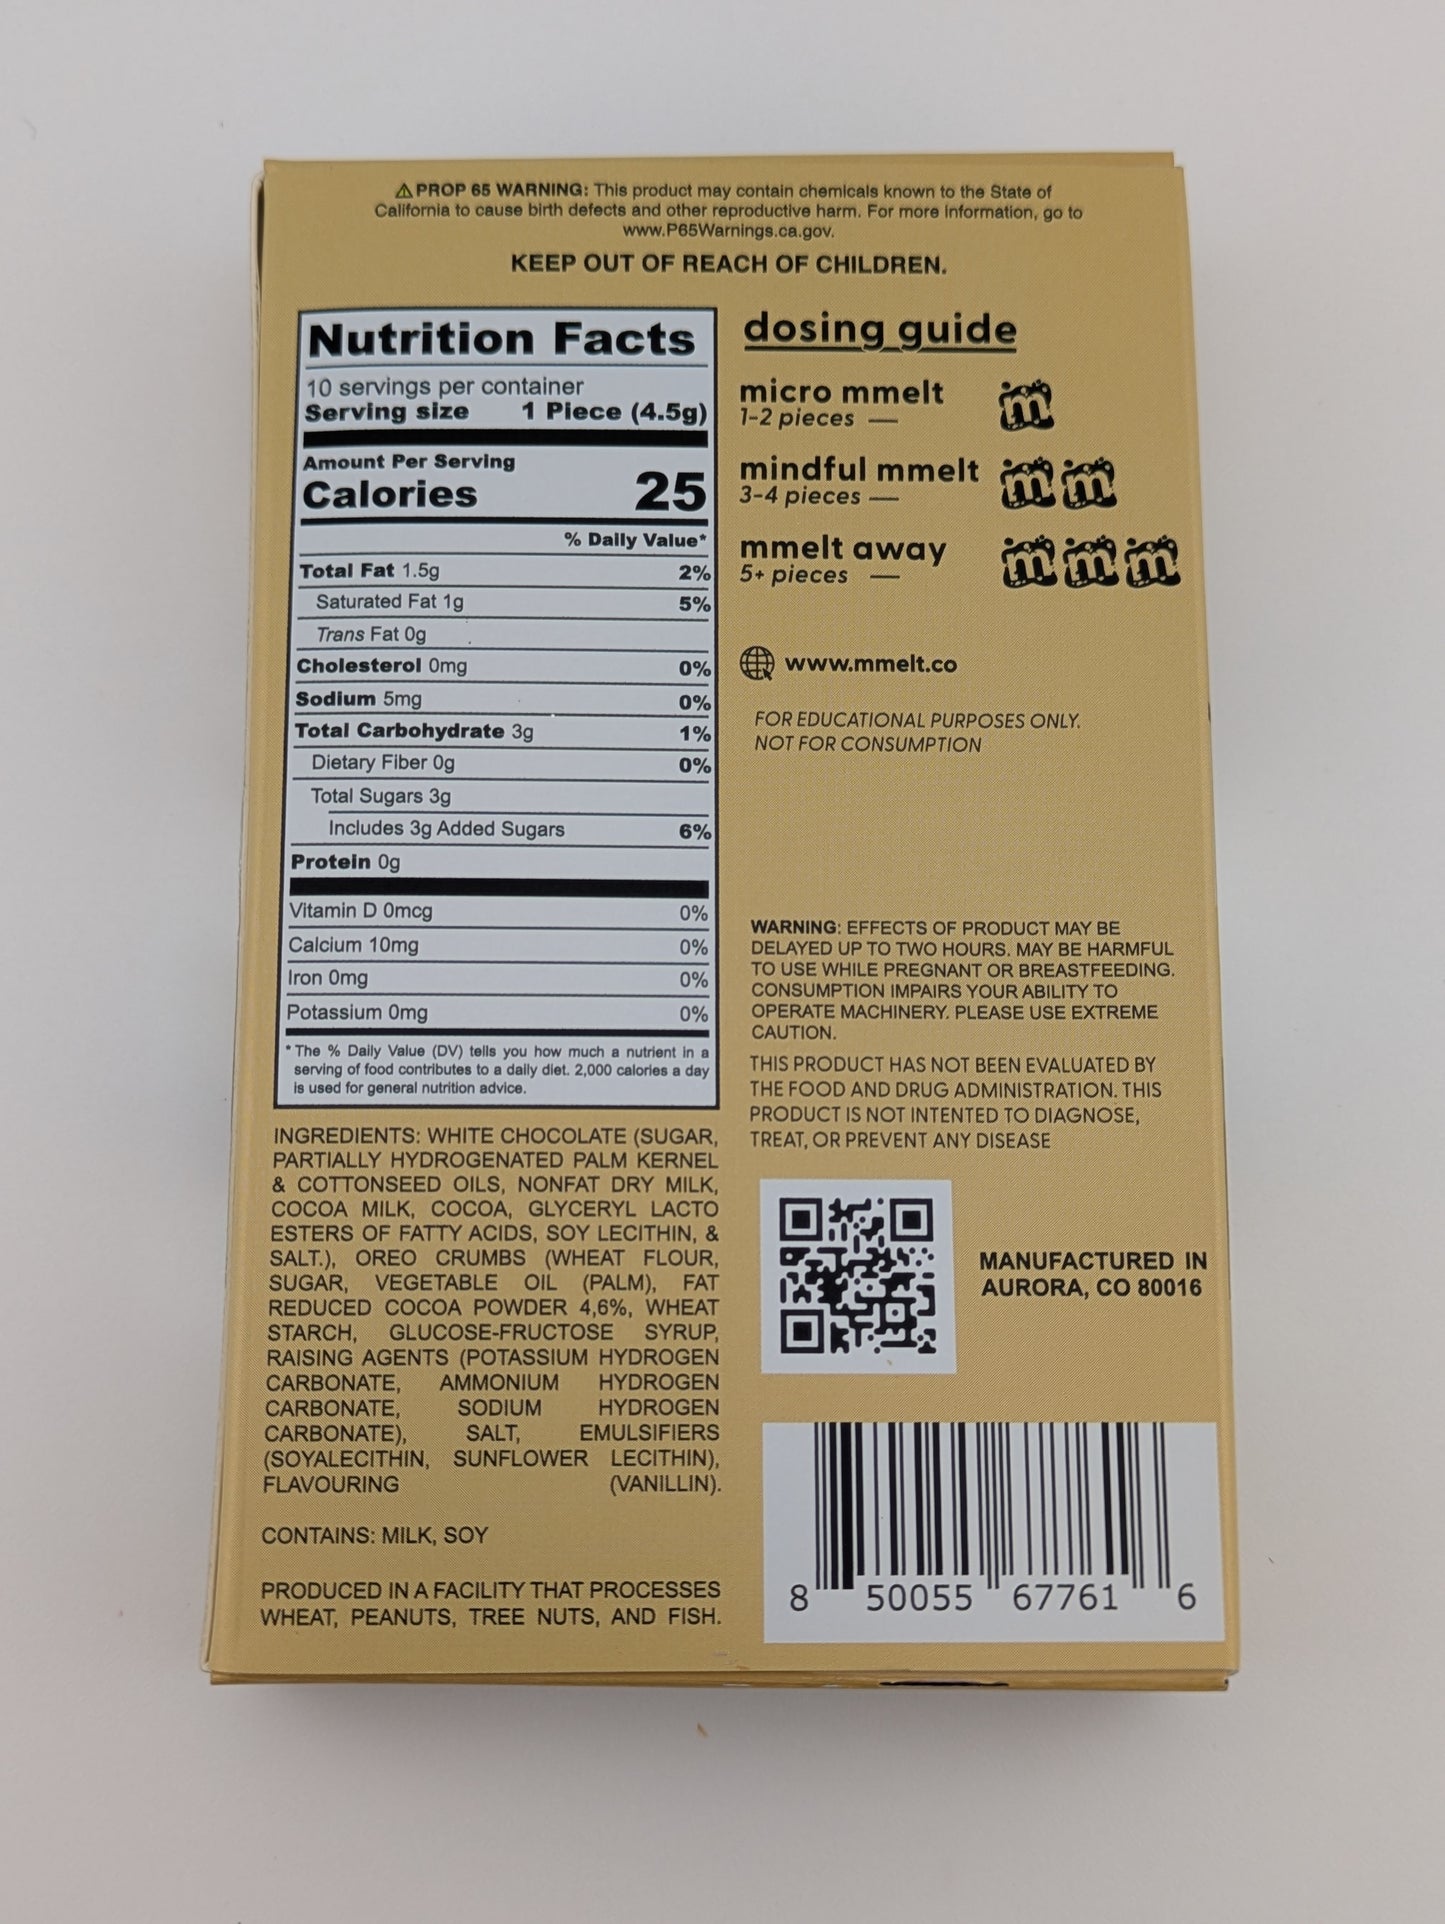 ⚠PROP 65 WARNING: This product may contain chemicals known to the State of
California to cause birth defects and other reproductive harm. For more information, go to
www.P65Warnings.ca.gov.
KEEP OUT OF REACH OF CHILDREN.
Nutrition Facts
10 servings per container
Serving size 1 Piece (4.5g)
Amount Per Serving
Calories 25
% Daily Value*
Total Fat 1.5g 2%
Saturated Fat 1g 5%
Trans Fat 0g
Cholesterol 0mg 0%
Sodium 5mg 0%
Total Carbohydrate 3g 1%
Dietary Fiber 0g 0%
Total Sugars 3g
Includes 3g Added Sugars 6%
Protein 0g
Vitamin D 0mcg 0%
Calcium 10mg 0%
Iron 0mg 0%
Potassium 0mg 0%
* The % Daily Value (DV) tells you how much a nutrient in a
serving of food contributes to a daily diet. 2,000 calories a day
is used for general nutrition advice.
INGREDIENTS: WHITE CHOCOLATE (SUGAR,
PARTIALLY HYDROGENATED PALM KERNEL
& COTTONSEED OILS, NONFAT DRY MILK,
COCOA MILK, COCOA, GLYCERYL LACTO
ESTERS OF FATTY ACIDS, SOY LECITHIN, &
SALT.), OREO CRUMBS (WHEAT FLOUR,
SUGAR, VEGETABLE OIL (PALM), FAT
REDUCED COCOA POWDER 4,6%, WHEAT
STARCH, GLUCOSE-FRUCTOSE SYRUP,
RAISING AGENTS (POTASSIUM HYDROGEN
CARBONATE, AMMONIUM HYDROGEN
CARBONATE, SODIUM HYDROGEN
CARBONATE), SALT, EMULSIFIERS
(SOYALECITHIN, SUNFLOWER LECITHIN),
FLAVOURING (VANILLIN).
CONTAINS: MILK, SOY
PRODUCED IN A FACILITY THAT PROCESSES
WHEAT, PEANUTS, TREE NUTS, AND FISH.
dosing guide
micro mmelt m
1-2 pieces —
mindful mmelt m m
3-4 pieces —
mmelt away m m m
5+ pieces —
www.mmelt.co
FOR EDUCATIONAL PURPOSES ONLY.
NOT FOR CONSUMPTION
WARNING: EFFECTS OF PRODUCT MAY BE
DELAYED UP TO TWO HOURS. MAY BE HARMFUL
TO USE WHILE PREGNANT OR BREASTFEEDING.
CONSUMPTION IMPAIRS YOUR ABILITY TO
OPERATE MACHINERY. PLEASE USE EXTREME
CAUTION.
THIS PRODUCT HAS NOT BEEN EVALUATED BY
THE FOOD AND DRUG ADMINISTRATION. THIS
PRODUCT IS NOT INTENTED TO DIAGNOSE,
TREAT, OR PREVENT ANY DISEASE
MANUFACTURED IN
AURORA, CO 80016
8 50055 67761 6